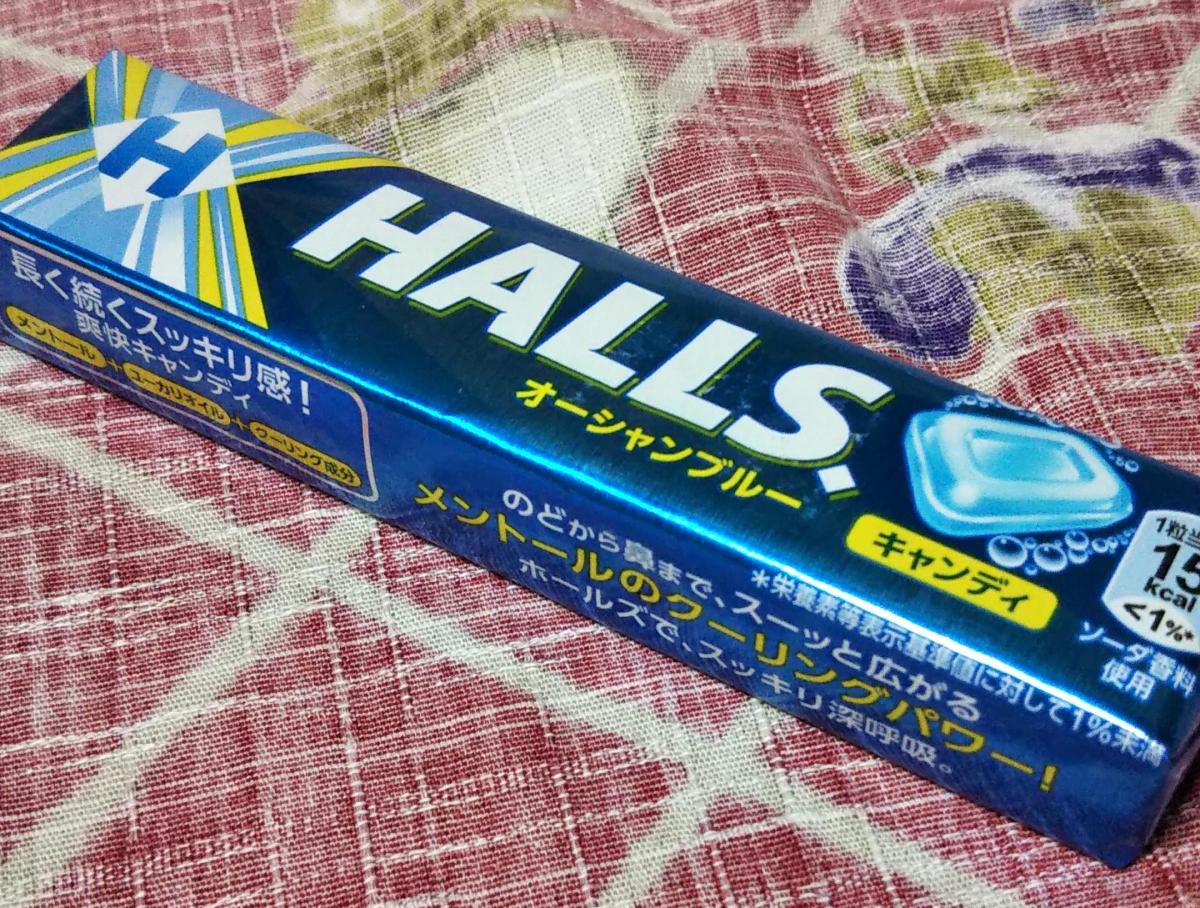 H
HALLS
オーシャンブルー
キャンディ
1粒当
15
kcal
<1%*
ソーダ香料
使用
*栄養素等表示基準値に対して1%未満
長く続くスッキリ感!
爽快キャンディ
メントール+ユーカリオイル+クーリング成分
のどから鼻まで、スーッと広がる
メントールのクーリングパワー!
ホールズで、スッキリ深呼吸。